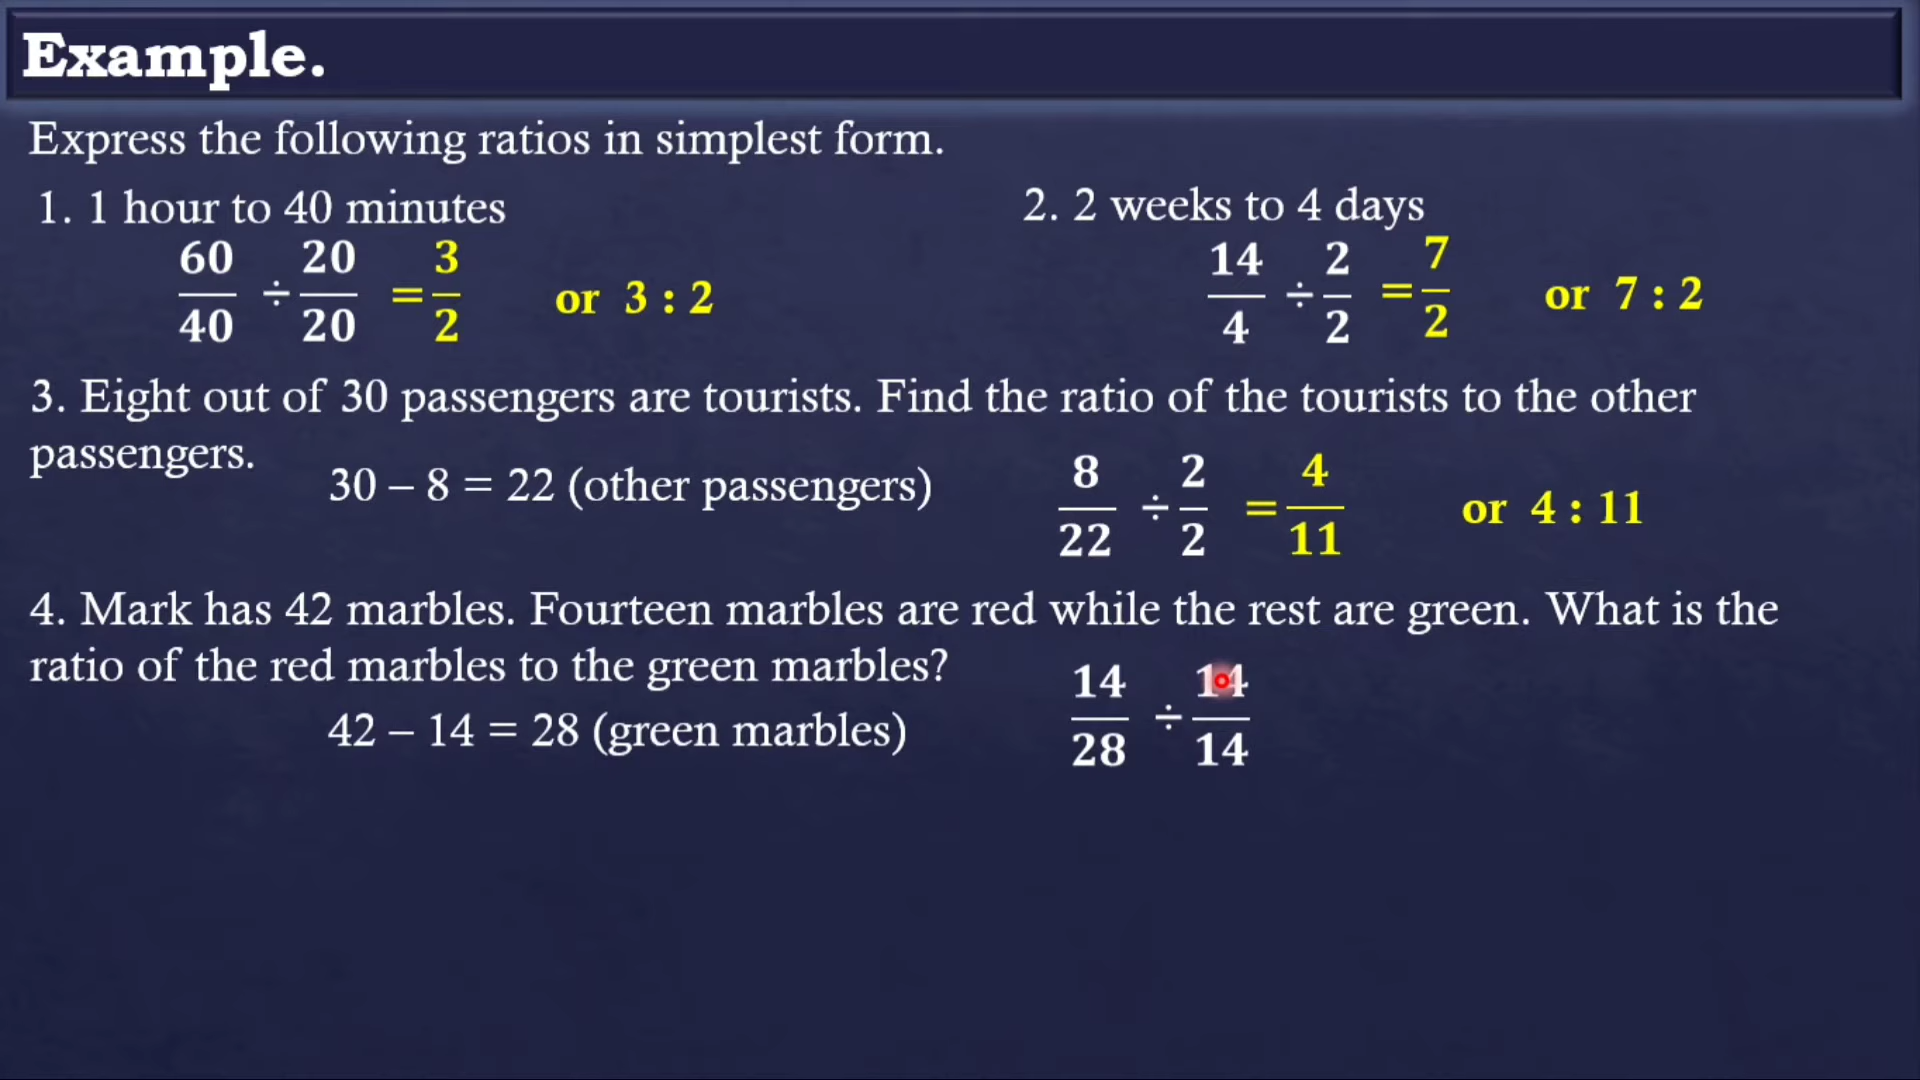 Example.
Express the following ratios in simplest form.
1. 1 hour to 40 minutes
60/40 ÷ 20/20 = 3/2 or 3 : 2
2. 2 weeks to 4 days
14/4 ÷ 2/2 = 7/2 or 7 : 2
3. Eight out of 30 passengers are tourists. Find the ratio of the tourists to the other
passengers.
30 – 8 = 22 (other passengers)
8/22 ÷ 2/2 = 4/11 or 4 : 11
4. Mark has 42 marbles. Fourteen marbles are red while the rest are green. What is the
ratio of the red marbles to the green marbles?
42 – 14 = 28 (green marbles)
14/28 ÷ 14/14